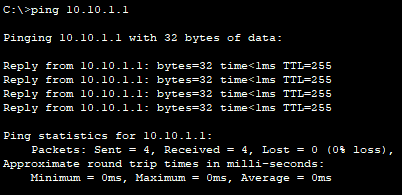 C:\>ping 10.10.1.1
Pinging 10.10.1.1 with 32 bytes of data:
Reply from 10.10.1.1: bytes=32 time<1ms TTL=255
Reply from 10.10.1.1: bytes=32 time<1ms TTL=255
Reply from 10.10.1.1: bytes=32 time<1ms TTL=255
Reply from 10.10.1.1: bytes=32 time<1ms TTL=255
Ping statistics for 10.10.1.1:
    Packets: Sent = 4, Received = 4, Lost = 0 (0% loss),
Approximate round trip times in milli-seconds:
    Minimum = 0ms, Maximum = 0ms, Average = 0ms